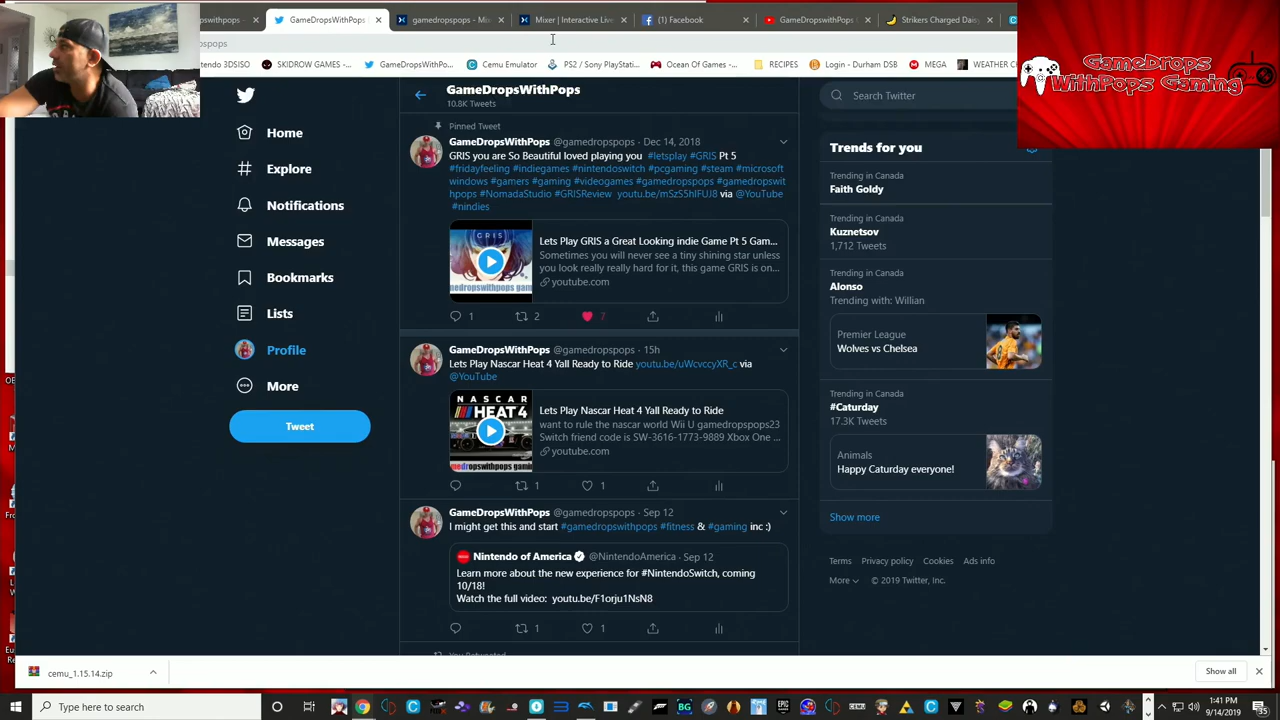 GameDropsWithPops
gamedropspops - Mix
Mixer | Interactive Live
(1) Facebook
GameDropswithPops G
Strikers Charged Dais
pspops
Nintendo 3DSISO
SKIDROW GAMES -
GameDropsWithPo...
Cemu Emulator
PS2 / Sony PlayStati...
Ocean Of Games -...
RECIPES
Login - Durham DSB
MEGA
WEATHER
GameDrops
WithPops Gaming
GameDropsWithPops
10.8K Tweets
Search Twitter
Home
Explore
Notifications
Messages
Bookmarks
Lists
Profile
More
Tweet
Pinned Tweet
GameDropsWithPops @gamedropspops · Dec 14, 2018
GRIS you are So Beautiful loved playing you #letsplay #GRIS Pt 5
#fridayfeeling #indiegames #nintendoswitch #pcgaming #steam #microsoft
windows #gamers #gaming #videogames #gamedropspops #gamedropswit
hpops #NomadaStudio #GRISReview youtu.be/mSzS5hIFUJ8 via @YouTube
#nindies
GRIS
Lets Play GRIS a Great Looking indie Game Pt 5 Gam...
Sometimes you will never see a tiny shining star unless
you look really really hard for it, this game GRIS is on...
youtube.com
1
2
7
GameDropsWithPops @gamedropspops · 15h
Lets Play Nascar Heat 4 Yall Ready to Ride youtu.be/uWcvccyXR_c via
@YouTube
NASCAR
HEAT 4
Lets Play Nascar Heat 4 Yall Ready to Ride
want to rule the nascar world Wii U gamedropspops23
Switch friend code is SW-3616-1773-9889 Xbox One ...
youtube.com
1
1
GameDropsWithPops @gamedropspops · Sep 12
I might get this and start #gamedropswithpops #fitness & #gaming inc :)
Nintendo of America @NintendoAmerica · Sep 12
Learn more about the new experience for #NintendoSwitch, coming
10/18!
Watch the full video: youtu.be/F1orju1NsN8
1
1
You Retweeted
Trends for you
Trending in Canada
Faith Goldy
Trending in Canada
Kuznetsov
1,712 Tweets
Trending in Canada
Alonso
Trending with: Willian
Premier League
Wolves vs Chelsea
Trending in Canada
#Caturday
17.3K Tweets
Animals
Happy Caturday everyone!
Show more
Terms Privacy policy Cookies Ads info
More © 2019 Twitter, Inc.
cemu_1.15.14.zip
Show all
Type here to search
1:41 PM
9/14/2019